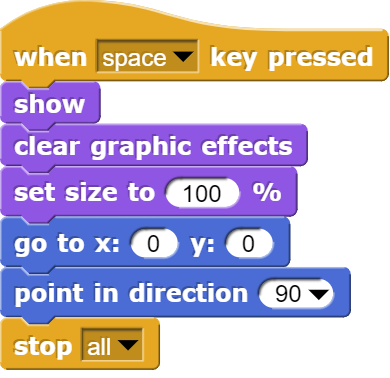 when space key pressed
show
clear graphic effects
set size to 100 %
go to x: 0 y: 0
point in direction 90
stop all